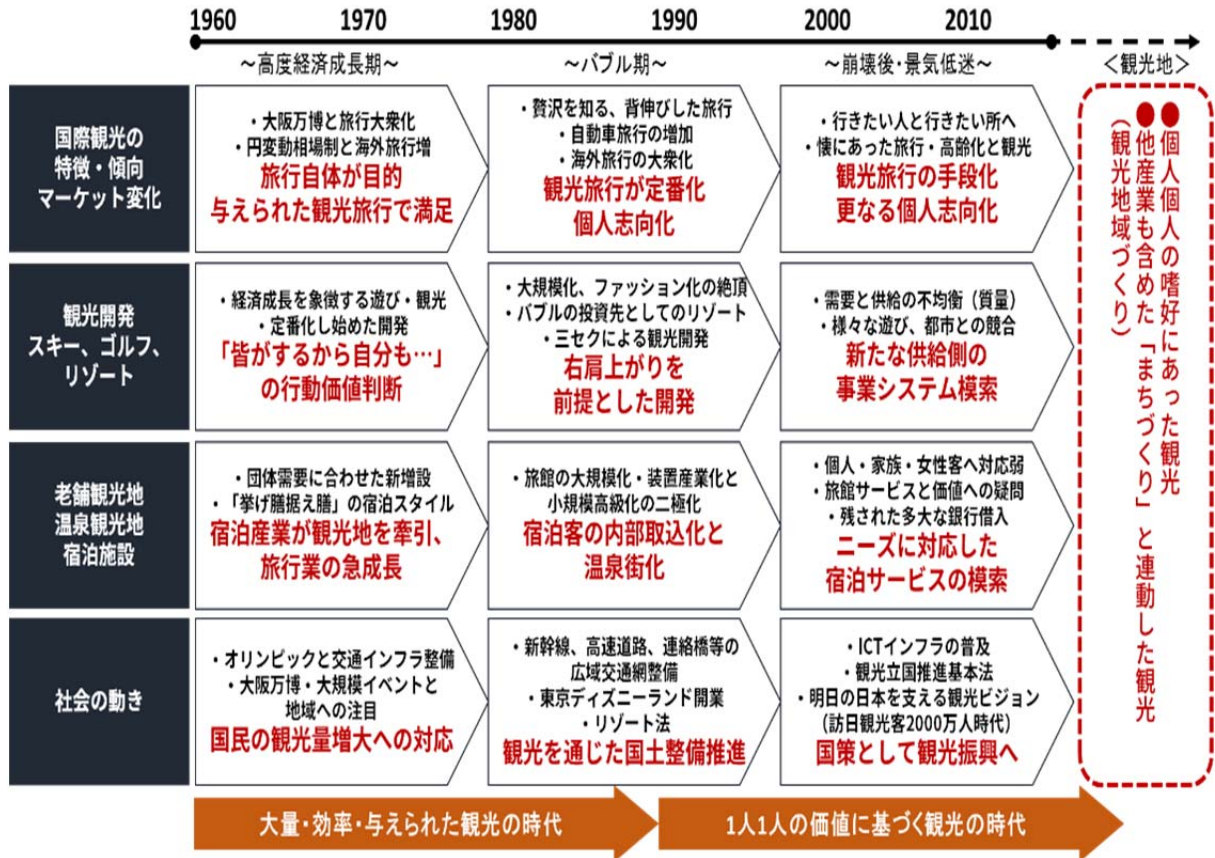 1960 1970 1980 1990 2000 2010
～高度経済成長期～
～バブル期～
～崩壊後・景気低迷～
＜観光地＞
国際観光の
特徴・傾向
マーケット変化
・大阪万博と旅行大衆化
・円変動相場制と海外旅行増
旅行自体が目的
与えられた観光旅行で満足
・贅沢を知る、背伸びした旅行
・自動車旅行の増加
・海外旅行の大衆化
観光旅行が定番化
個人志向化
・行きたい人と行きたい所へ
・懐にあった旅行・高齢化と観光
観光旅行の手段化
更なる個人志向化
観光開発
スキー、ゴルフ、
リゾート
・経済成長を象徴する遊び・観光
・定番化し始めた開発
「皆がするから自分も…」
の行動価値判断
・大規模化、ファッション化の絶頂
・バブルの投資先としてのリゾート
・三セクによる観光開発
右肩上がりを
前提とした開発
・需要と供給の不均衡（質量）
・様々な遊び、都市との競合
新たな供給側の
事業システム模索
老舗観光地
温泉観光地
宿泊施設
・団体需要に合わせた新増設
・「挙げ膳据え膳」の宿泊スタイル
宿泊産業が観光地を牽引、
旅行業の急成長
・旅館の大規模化・装置産業化と
小規模高級化の二極化
宿泊客の内部取込化と
温泉街化
・個人・家族・女性客へ対応弱
・旅館サービスと価値への疑問
・残された多大な銀行借入
ニーズに対応した
宿泊サービスの模索
社会の動き
・オリンピックと交通インフラ整備
・大阪万博・大規模イベントと
地域への注目
国民の観光量増大への対応
・新幹線、高速道路、連絡橋等の
広域交通網整備
・東京ディズニーランド開業
・リゾート法
観光を通じた国土整備推進
・ICTインフラの普及
・観光立国推進基本法
・明日の日本を支える観光ビジョン
(訪日観光客2000万人時代)
国策として観光振興へ
●個人個人の嗜好にあった観光
●他産業も含めた「まちづくり」と連動した観光
(観光地域づくり)
大量・効率・与えられた観光の時代
1人1人の価値に基づく観光の時代